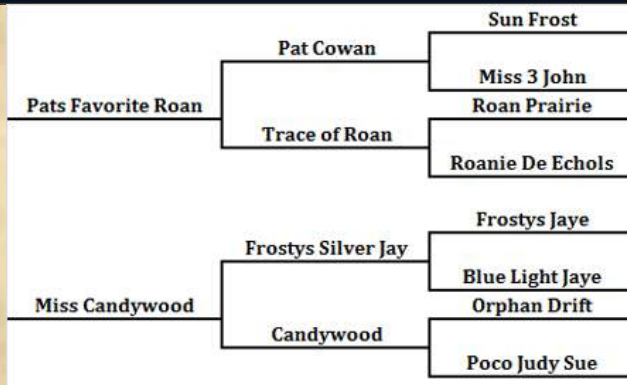 Sun Frost
Pat Cowan
Miss 3 John
Pats Favorite Roan
Roan Prairie
Trace of Roan
Roanie De Echols
Frostys Jaye
Frostys Silver Jay
Blue Light Jaye
Miss Candywood
Orphan Drift
Candywood
Poco Judy Sue